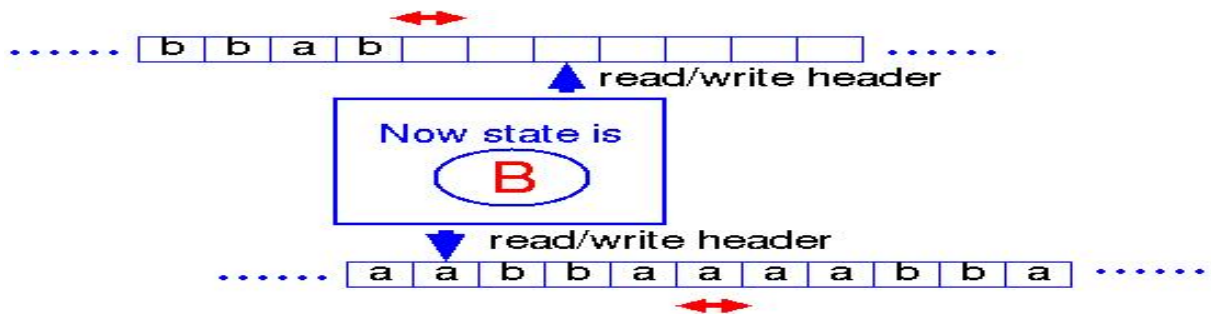 b b a b
read/write header
Now state is
B
read/write header
a a b b a a a a b b a